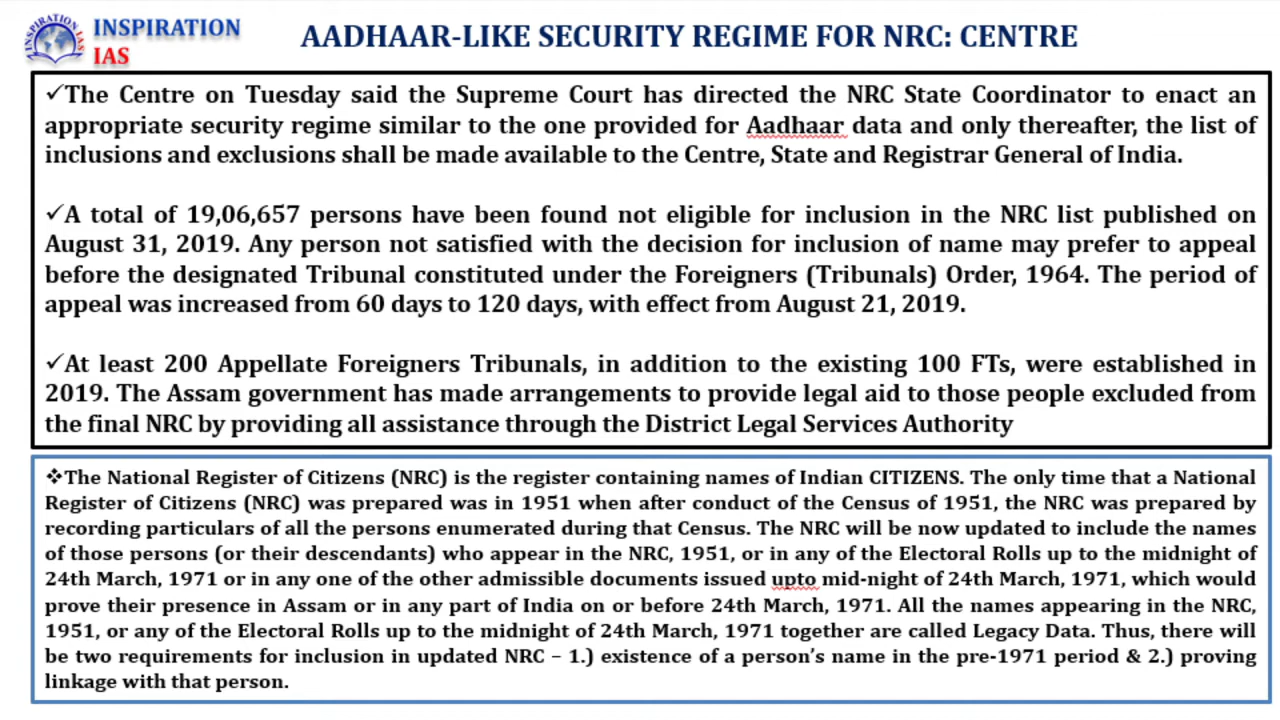 INSPIRATION IAS
INSPIRATION
IAS
AADHAAR-LIKE SECURITY REGIME FOR NRC: CENTRE
✓The Centre on Tuesday said the Supreme Court has directed the NRC State Coordinator to enact an
appropriate security regime similar to the one provided for Aadhaar data and only thereafter, the list of
inclusions and exclusions shall be made available to the Centre, State and Registrar General of India.
✓A total of 19,06,657 persons have been found not eligible for inclusion in the NRC list published on
August 31, 2019. Any person not satisfied with the decision for inclusion of name may prefer to appeal
before the designated Tribunal constituted under the Foreigners (Tribunals) Order, 1964. The period of
appeal was increased from 60 days to 120 days, with effect from August 21, 2019.
✓At least 200 Appellate Foreigners Tribunals, in addition to the existing 100 FTs, were established in
2019. The Assam government has made arrangements to provide legal aid to those people excluded from
the final NRC by providing all assistance through the District Legal Services Authority
❖The National Register of Citizens (NRC) is the register containing names of Indian CITIZENS. The only time that a National
Register of Citizens (NRC) was prepared was in 1951 when after conduct of the Census of 1951, the NRC was prepared by
recording particulars of all the persons enumerated during that Census. The NRC will be now updated to include the names
of those persons (or their descendants) who appear in the NRC, 1951, or in any of the Electoral Rolls up to the midnight of
24th March, 1971 or in any one of the other admissible documents issued upto mid-night of 24th March, 1971, which would
prove their presence in Assam or in any part of India on or before 24th March, 1971. All the names appearing in the NRC,
1951, or any of the Electoral Rolls up to the midnight of 24th March, 1971 together are called Legacy Data. Thus, there will
be two requirements for inclusion in updated NRC – 1.) existence of a person's name in the pre-1971 period & 2.) proving
linkage with that person.